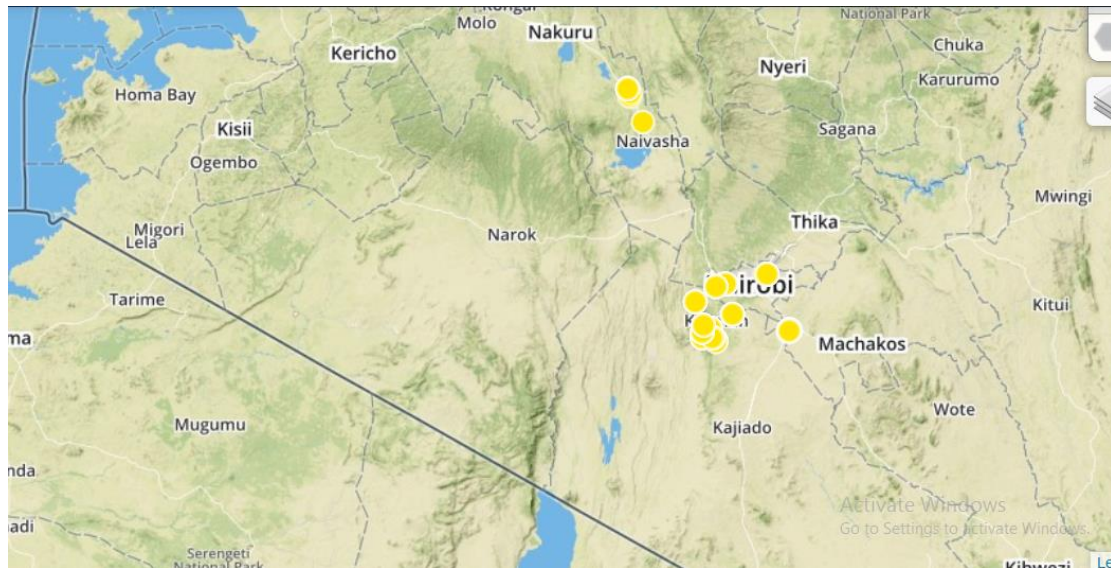 Molo
Nakuru
National Park
Kericho
Chuka
Nyeri
Karurumo
Homa Bay
Kisii
Sagana
Naivasha
Ogembo
Mwingi
Migori
Lela
Narok
Thika
Tarime
Kitui
Machakos
Mugumu
Kajiado
Wote
Activate Windows
Go to Settings to activate Windows.
Serengeti
National Park